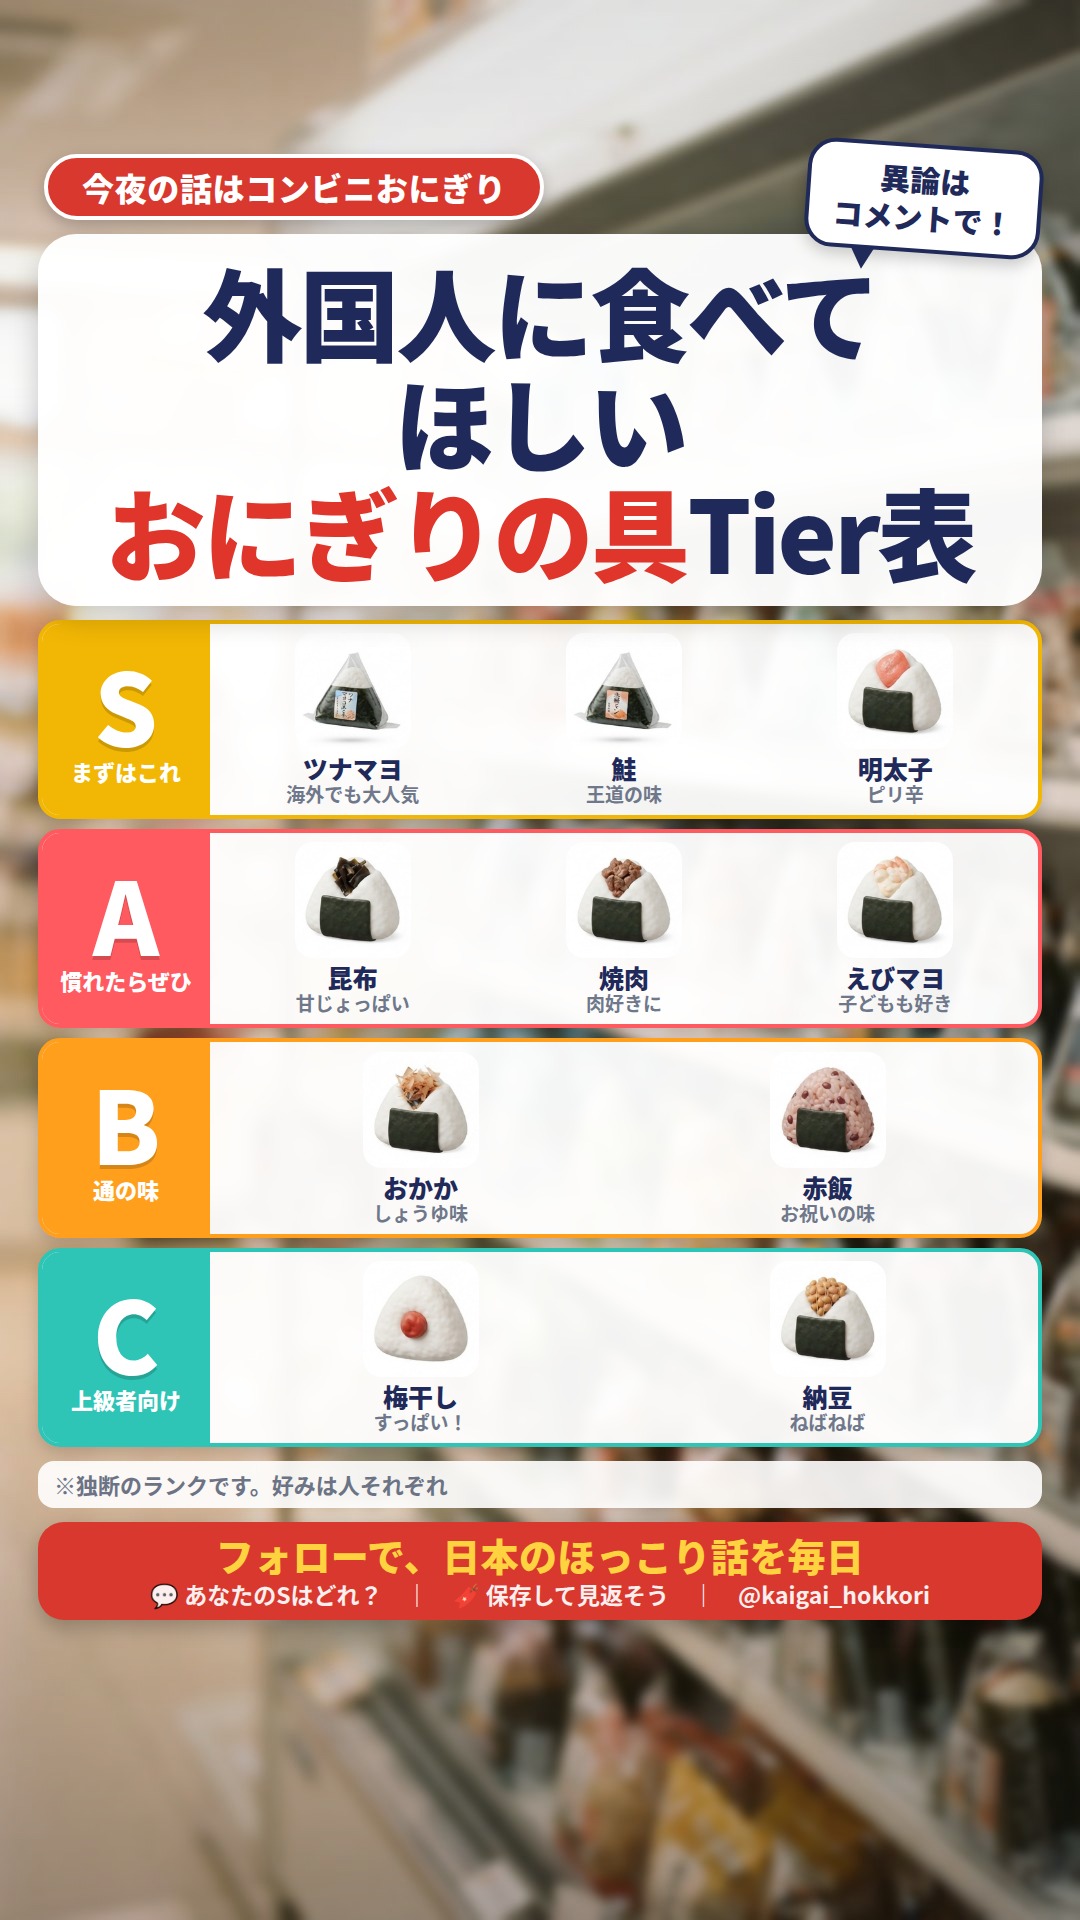 今夜の話はコンビニおにぎり
異論は
コメントで！
外国人に食べて
ほしい
おにぎりの具Tier表
S
まずはこれ
ツナマヨ
海外でも大人気
鮭
王道の味
明太子
ピリ辛
A
慣れたらぜひ
昆布
甘じょっぱい
焼肉
肉好きに
えびマヨ
子どもも好き
B
通の味
おかか
しょうゆ味
赤飯
お祝いの味
C
上級者向け
梅干し
すっぱい！
納豆
ねばねば
※独断のランクです。好みは人それぞれ
フォローで、日本のほっこり話を毎日
💬 あなたのSはどれ？ ｜ 🔖 保存して見返そう ｜ @kaigai_hokkori